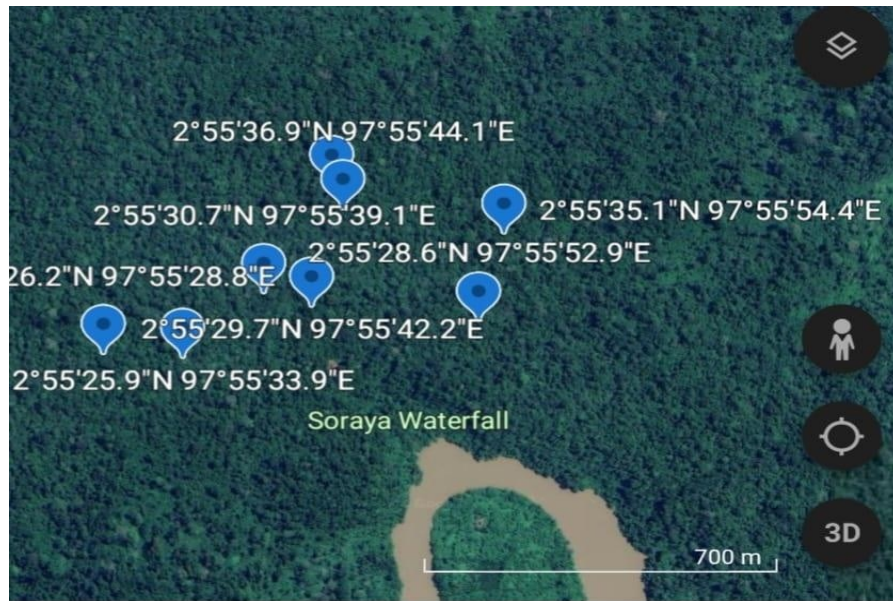 2°55'36.9"N 97°55'44.1"E
2°55'30.7"N 97°55'39.1"E
2°55'35.1"N 97°55'54.4"E
2°55'28.6"N 97°55'52.9"E
26.2"N 97°55'28.8"E
2°55'29.7"N 97°55'42.2"E
2°55'25.9"N 97°55'33.9"E
Soraya Waterfall
700 m
3D